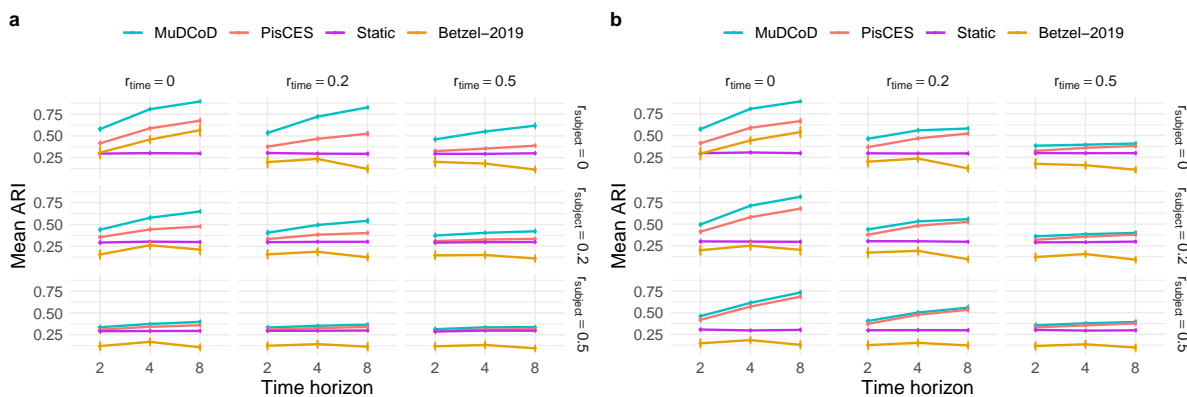 a
MuDCoD PisCES Static Betzel-2019
r_time = 0 r_time = 0.2 r_time = 0.5
0.75
0.50
0.25
r_subject = 0
0.75
0.50
0.25
r_subject = 0.2
0.75
0.50
0.25
r_subject = 0.5
Mean ARI
2 4 8 2 4 8 2 4 8
Time horizon
b
MuDCoD PisCES Static Betzel-2019
r_time = 0 r_time = 0.2 r_time = 0.5
0.75
0.50
0.25
r_subject = 0
0.75
0.50
0.25
r_subject = 0.2
0.75
0.50
0.25
r_subject = 0.5
Mean ARI
2 4 8 2 4 8 2 4 8
Time horizon